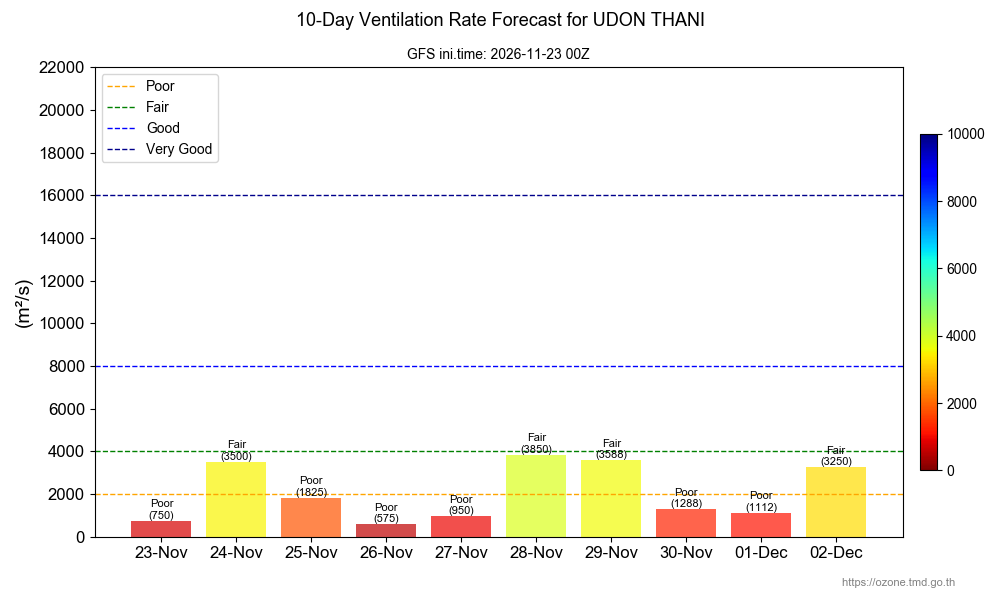 10-Day Ventilation Rate Forecast for UDON THANI
GFS ini.time: 2026-11-23 00Z
(m²/s)
22000
20000
18000
16000
14000
12000
10000
8000
6000
4000
2000
0
Poor
Fair
Good
Very Good
Poor
(750)
Fair
(3500)
Poor
(1825)
Poor
(575)
Poor
(950)
Fair
(3850)
Fair
(3588)
Poor
(1288)
Poor
(1112)
Fair
(3250)
23-Nov 24-Nov 25-Nov 26-Nov 27-Nov 28-Nov 29-Nov 30-Nov 01-Dec 02-Dec
10000
8000
6000
4000
2000
0
https://ozone.tmd.go.th